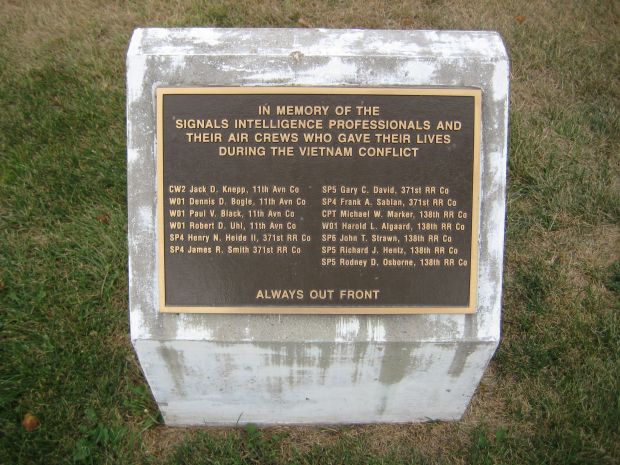 IN MEMORY OF THE
SIGNALS INTELLIGENCE PROFESSIONALS AND
THEIR AIR CREWS WHO GAVE THEIR LIVES
DURING THE VIETNAM CONFLICT
CW2 Jack D. Knepp, 11th Avn Co
W01 Dennis D. Bogle, 11th Avn Co
W01 Paul V. Black, 11th Avn Co
W01 Robert D. Uhl, 11th Avn Co
SP4 Henry N. Heide II, 371st RR Co
SP4 James R. Smith 371st RR Co
SP5 Gary C. David, 371st RR Co
SP4 Frank A. Sablan, 371st RR Co
CPT Michael W. Marker, 138th RR Co
W01 Harold L. Algaard, 138th RR Co
SP6 John T. Strawn, 138th RR Co
SP5 Richard J. Hentz, 138th RR Co
SP5 Rodney D. Osborne, 138th RR Co
ALWAYS OUT FRONT